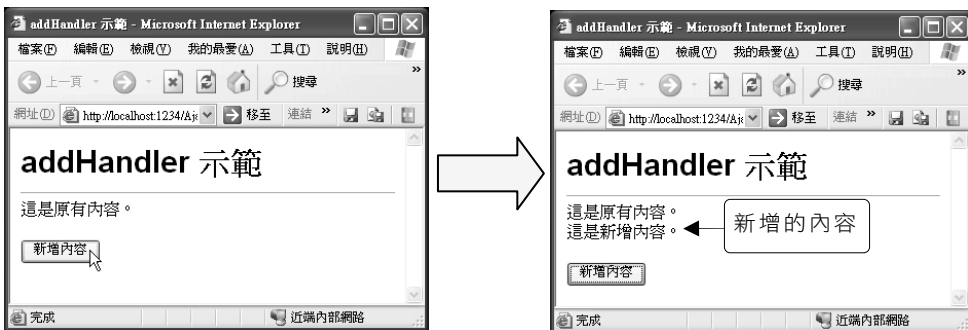 addHandler 示範 - Microsoft Internet Explorer
檔案(F) 編輯(E) 檢視(V) 我的最愛(A) 工具(T) 說明(H)
上一頁 搜尋 »
網址(D) http://localhost:1234/Aja 移至 連結 »
addHandler 示範
這是原有內容。
新增內容
完成 近端內部網路
addHandler 示範 - Microsoft Internet Explorer
檔案(F) 編輯(E) 檢視(V) 我的最愛(A) 工具(T) 說明(H)
上一頁 搜尋 »
網址(D) http://localhost:1234/Aja 移至 連結 »
addHandler 示範
這是原有內容。
這是新增內容。
新增的內容
新增內容
完成 近端內部網路